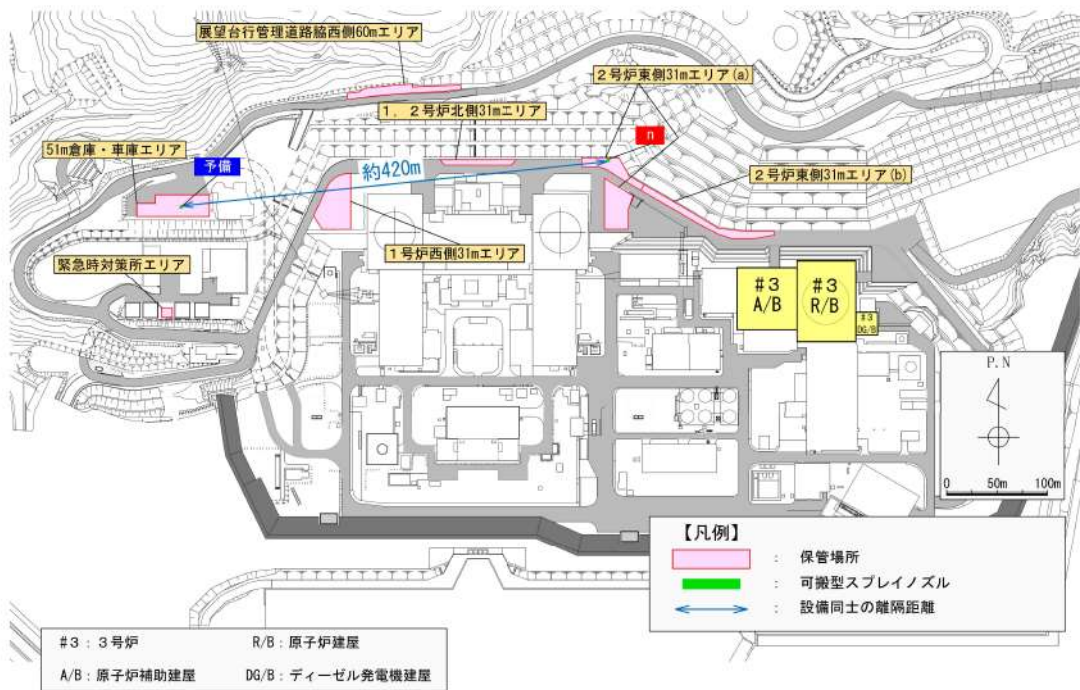 展望台行管理道路脇西側60mエリア
2号炉東側31mエリア(a)
1,2号炉北側31mエリア
n
51m倉庫・車庫エリア
予備
約420m
2号炉東側31mエリア(b)
1号炉西側31mエリア
緊急時対策所エリア
#3
A/B
#3
R/B
#3
DG/B
P.N
0 50m 100m
【凡例】
: 保管場所
: 可搬型スプレイノズル
: 設備同士の離隔距離
#3:3号炉 R/B:原子炉建屋
A/B:原子炉補助建屋 DG/B:ディーゼル発電機建屋